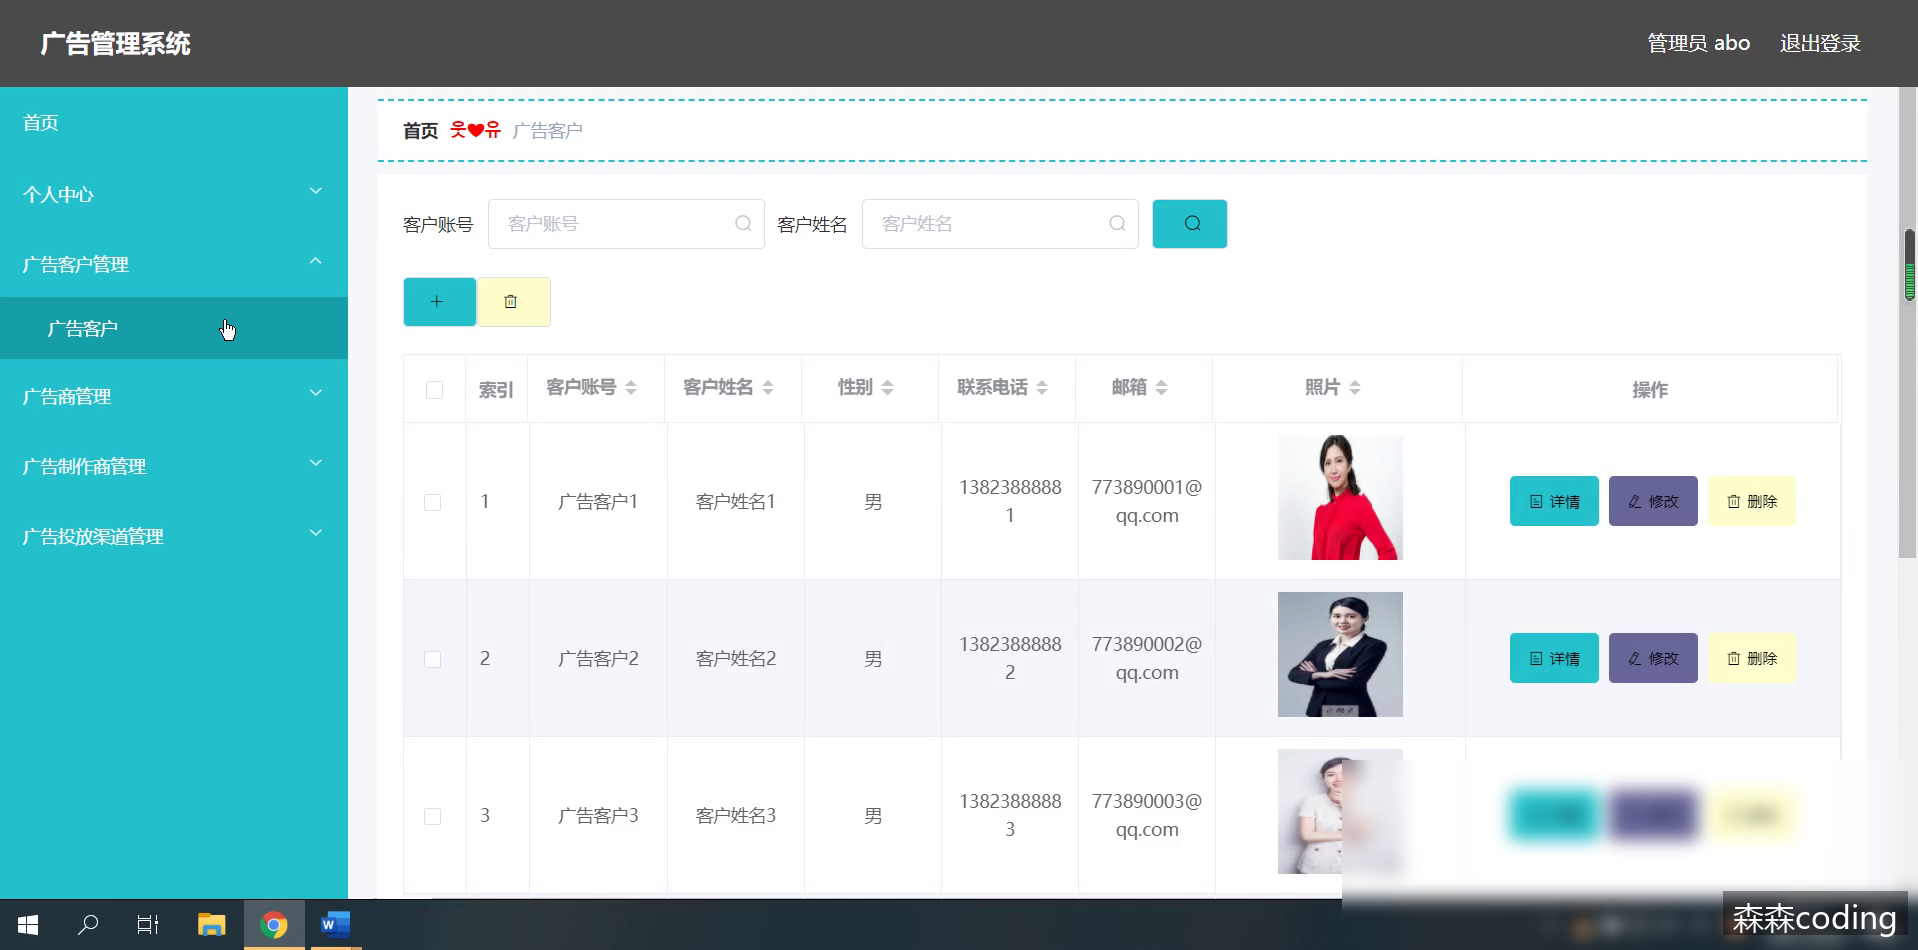 广告管理系统
管理员 abo 退出登录
首页
个人中心
广告客户管理
广告客户
广告商管理
广告制作商管理
广告投放渠道管理
首页 웃❤유 广告客户
客户账号 客户账号 客户姓名 客户姓名
索引 客户账号 客户姓名 性别 联系电话 邮箱 照片 操作
1 广告客户1 客户姓名1 男 1382388888 773890001@ 详情 修改 删除
1 qq.com
2 广告客户2 客户姓名2 男 1382388888 773890002@ 详情 修改 删除
2 qq.com
3 广告客户3 客户姓名3 男 1382388888 773890003@
3 qq.com
森森coding